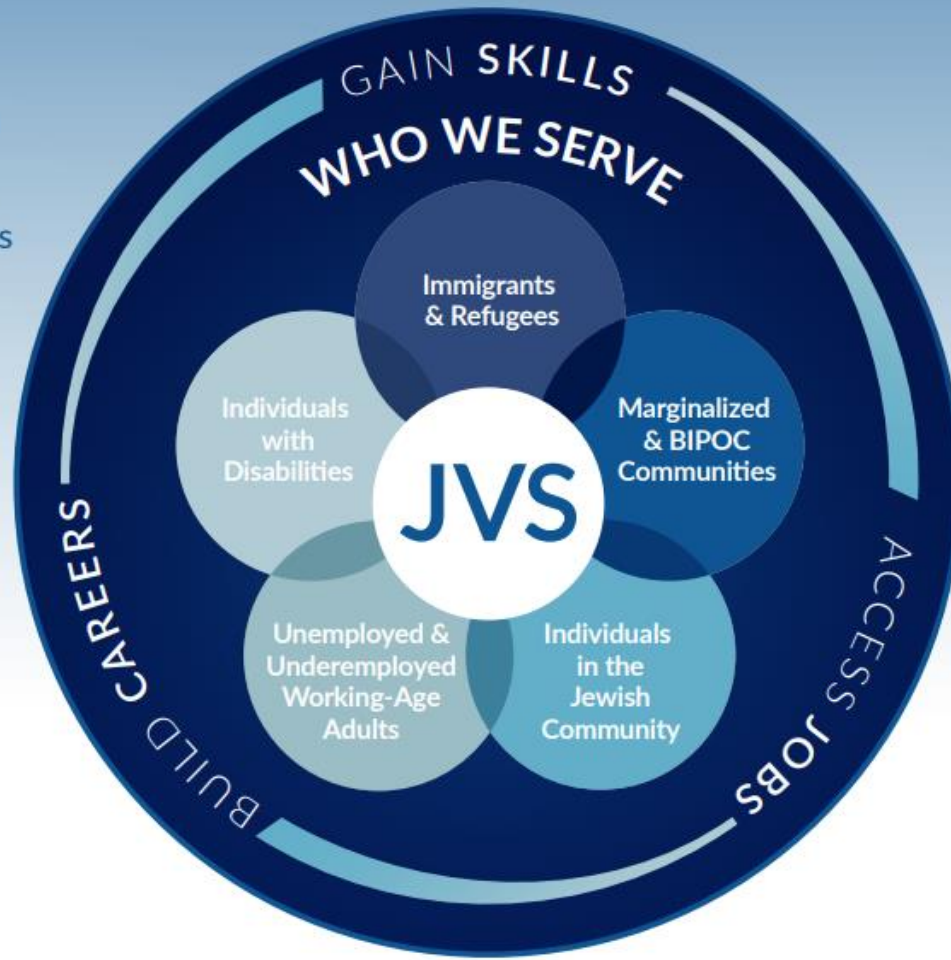 GAIN SKILLS
WHO WE SERVE
s
Immigrants
& Refugees
Individuals
with
Disabilities
Marginalized
& BIPOC
Communities
JVS
Unemployed &
Underemployed
Working-Age
Adults
Individuals
in the
Jewish
Community
ACCESS JOBS
BUILD CAREERS